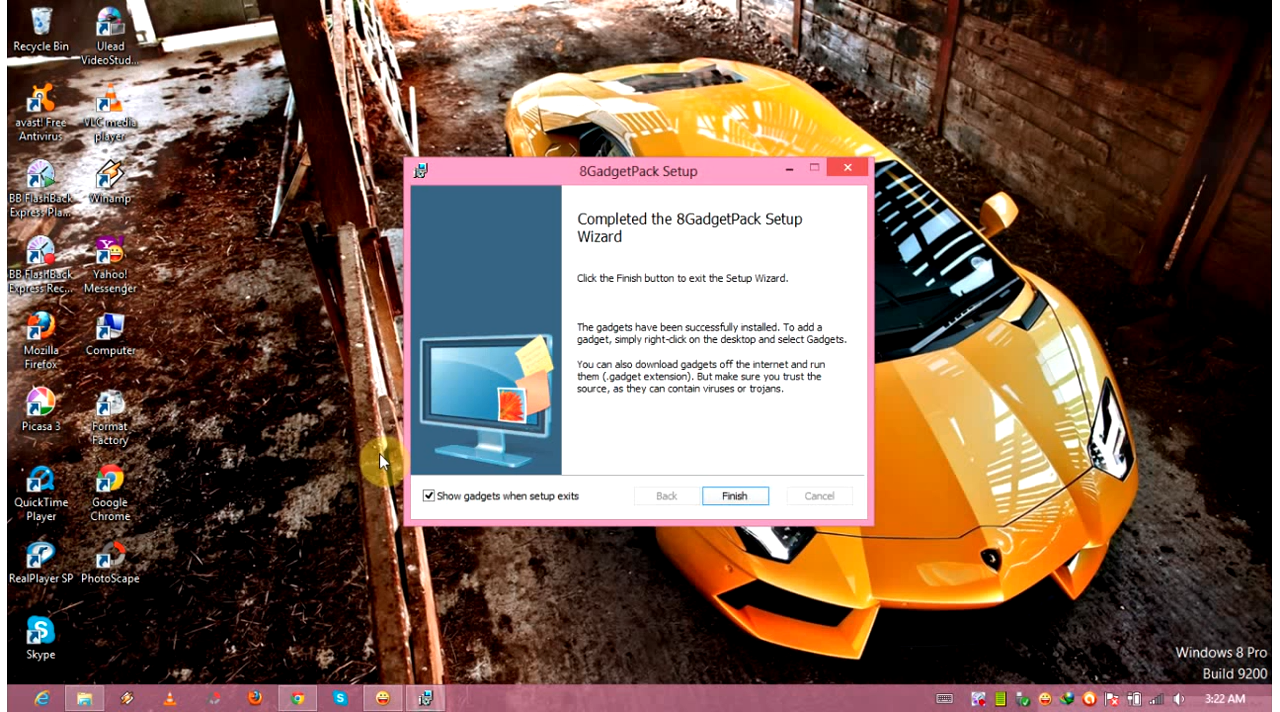 Recycle Bin
Ulead
VideoStud...
avast! Free
Antivirus
VLC media
player
BB FlashBack
Express Pla...
Winamp
BB FlashBack
Express Rec...
Yahoo!
Messenger
Mozilla
Firefox
Computer
Picasa 3
Format
Factory
QuickTime
Player
Google
Chrome
RealPlayer SP
PhotoScape
Skype
8GadgetPack Setup
Completed the 8GadgetPack Setup
Wizard
Click the Finish button to exit the Setup Wizard.
The gadgets have been successfully installed. To add a
gadget, simply right-click on the desktop and select Gadgets.
You can also download gadgets off the internet and run
them (.gadget extension). But make sure you trust the
source, as they can contain viruses or trojans.
Show gadgets when setup exits
Back
Finish
Cancel
Windows 8 Pro
Build 9200
3:22 AM